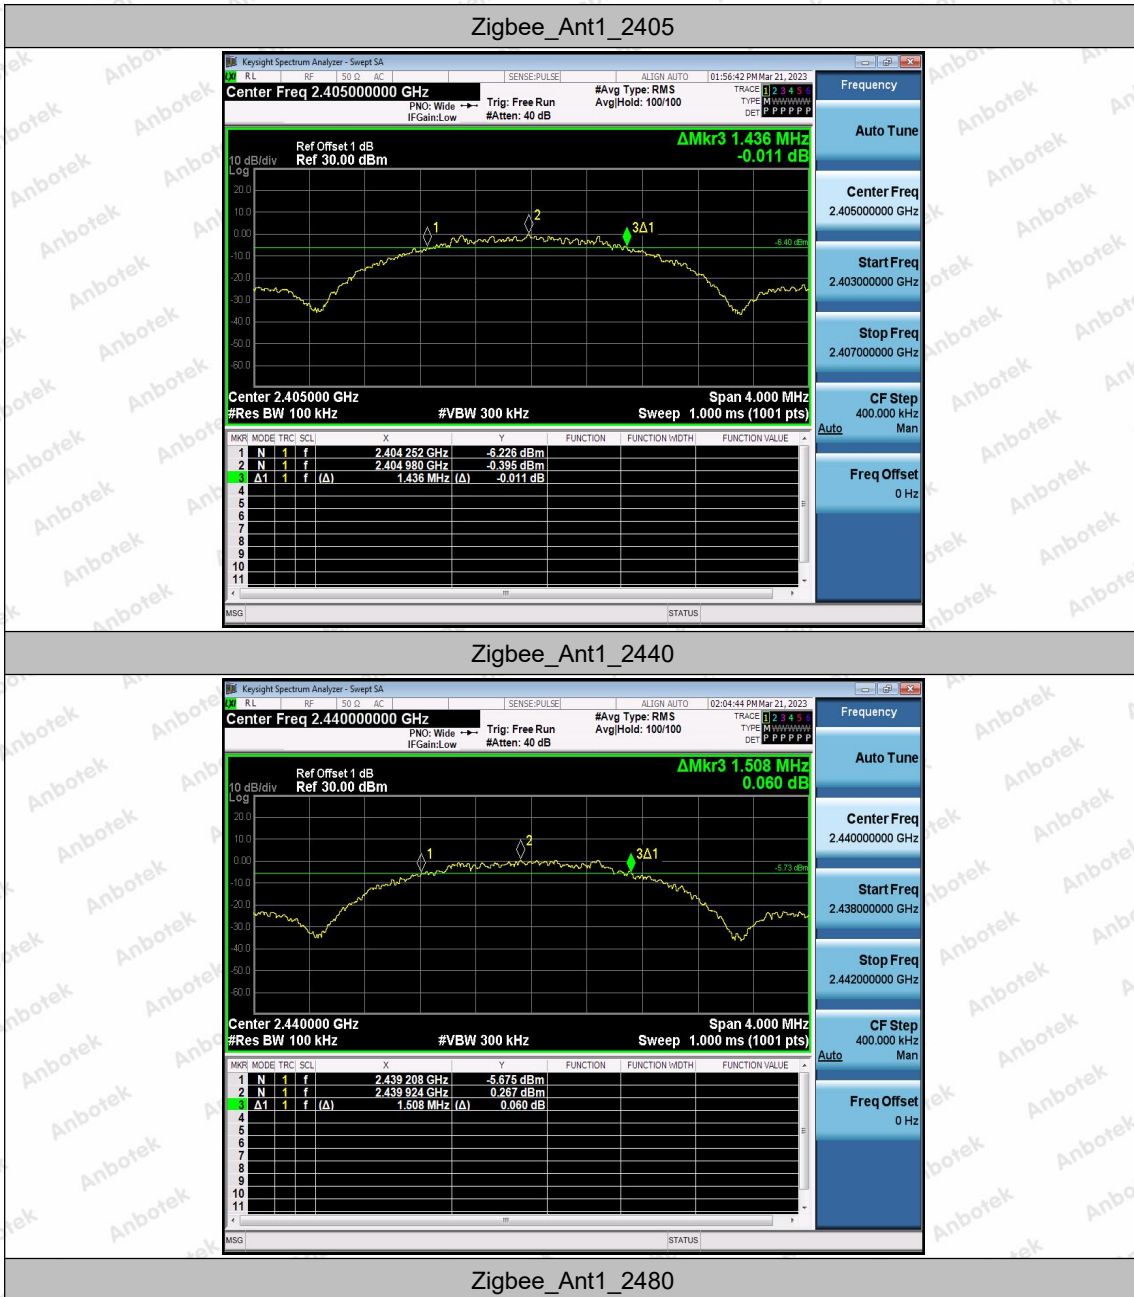 Zigbee_Ant1_2405
Keysight Spectrum Analyzer - Swept SA
LXI RL RF 50 Ω AC SENSE:PULSE ALIGN AUTO 01:56:42 PM Mar 21, 2023
Center Freq 2.405000000 GHz
PNO: Wide
IFGain:Low
Trig: Free Run
#Atten: 40 dB
#Avg Type: RMS
Avg|Hold: 100/100
TRACE 1 2 3 4 5 6
TYPE M WWWWW
DET P P P P P P
Frequency
Auto Tune
Center Freq
2.405000000 GHz
Start Freq
2.403000000 GHz
Stop Freq
2.407000000 GHz
CF Step
400.000 kHz
Auto Man
Freq Offset
0 Hz
ΔMkr3 1.436 MHz
-0.011 dB
Ref Offset 1 dB
10 dB/div Ref 30.00 dBm
Log
20.0
10.0
0.00
-10.0
-20.0
-30.0
-40.0
-50.0
-60.0
1
2
3Δ1
-6.40 dBm
Center 2.405000 GHz Span 4.000 MHz
#Res BW 100 kHz #VBW 300 kHz Sweep 1.000 ms (1001 pts)
MKR MODE TRC SCL X Y FUNCTION FUNCTION WIDTH FUNCTION VALUE
1 N 1 f 2.404 252 GHz -6.226 dBm
2 N 1 f 2.404 980 GHz -0.395 dBm
3 Δ1 1 f (Δ) 1.436 MHz (Δ) -0.011 dB
4
5
6
7
8
9
10
11
MSG STATUS
Zigbee_Ant1_2440
Keysight Spectrum Analyzer - Swept SA
LXI RL RF 50 Ω AC SENSE:PULSE ALIGN AUTO 02:04:44 PM Mar 21, 2023
Center Freq 2.440000000 GHz
PNO: Wide
IFGain:Low
Trig: Free Run
#Atten: 40 dB
#Avg Type: RMS
Avg|Hold: 100/100
TRACE 1 2 3 4 5 6
TYPE M WWWWW
DET P P P P P P
Frequency
Auto Tune
Center Freq
2.440000000 GHz
Start Freq
2.438000000 GHz
Stop Freq
2.442000000 GHz
CF Step
400.000 kHz
Auto Man
Freq Offset
0 Hz
ΔMkr3 1.508 MHz
0.060 dB
Ref Offset 1 dB
10 dB/div Ref 30.00 dBm
Log
20.0
10.0
0.00
-10.0
-20.0
-30.0
-40.0
-50.0
-60.0
1
2
3Δ1
-5.73 dBm
Center 2.440000 GHz Span 4.000 MHz
#Res BW 100 kHz #VBW 300 kHz Sweep 1.000 ms (1001 pts)
MKR MODE TRC SCL X Y FUNCTION FUNCTION WIDTH FUNCTION VALUE
1 N 1 f 2.439 208 GHz -5.675 dBm
2 N 1 f 2.439 924 GHz 0.267 dBm
3 Δ1 1 f (Δ) 1.508 MHz (Δ) 0.060 dB
4
5
6
7
8
9
10
11
MSG STATUS
Zigbee_Ant1_2480
Anbotek